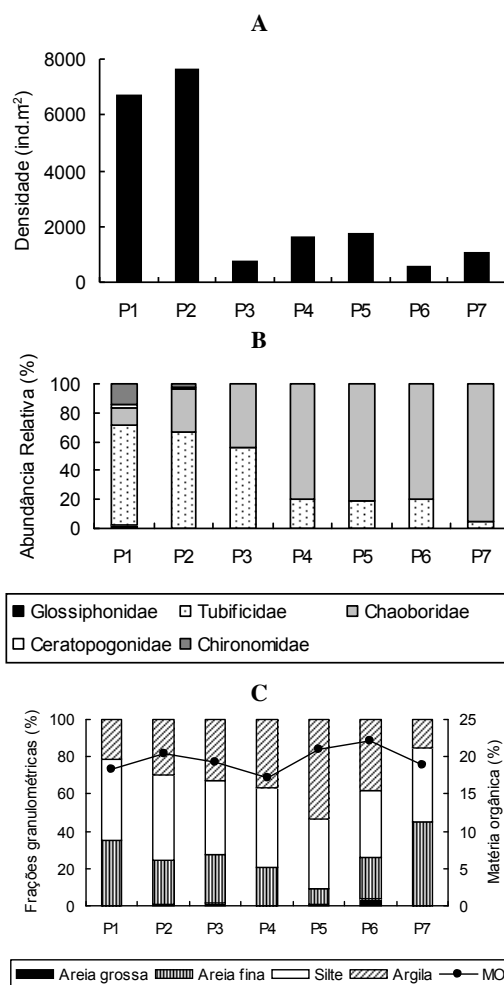 A
Densidade (ind.m²)
8000
6000
4000
2000
0
P1 P2 P3 P4 P5 P6 P7
B
Abundância Relativa (%)
100
80
60
40
20
0
P1 P2 P3 P4 P5 P6 P7
Glossiphonidae Tubificidae Chaoboridae
Ceratopogonidae Chironomidae
C
Frações granulométricas (%)
100
80
60
40
20
0
25
20
15
10
5
0
Matéria orgânica (%)
P1 P2 P3 P4 P5 P6 P7
Areia grossa Areia fina Silte Argila MO